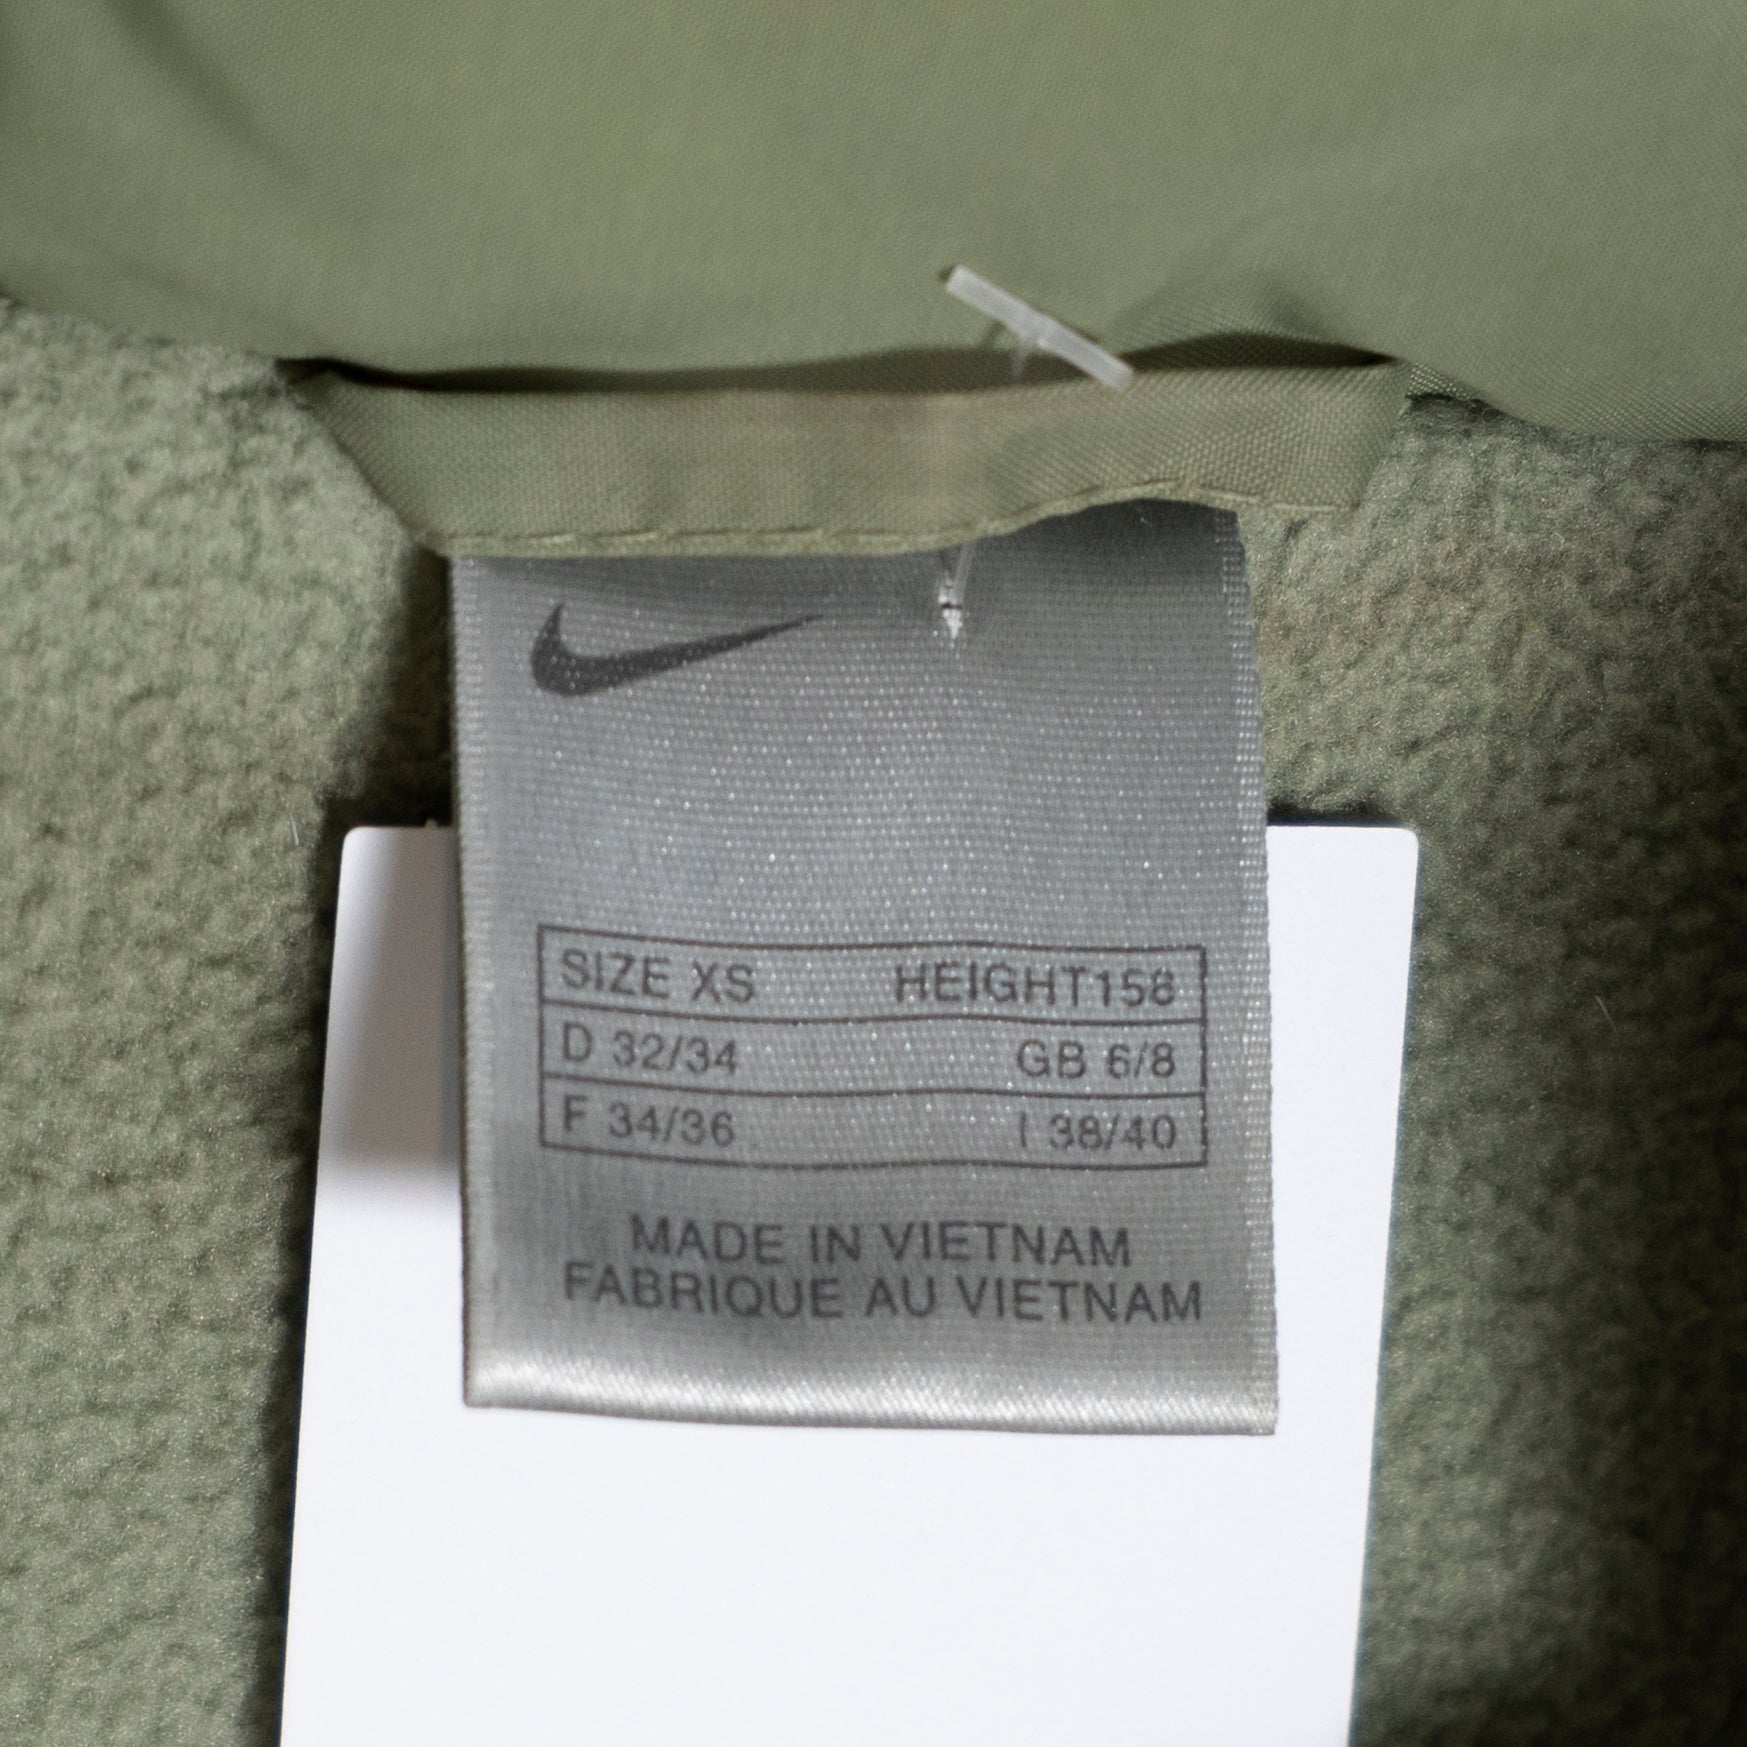 SIZE XS HEIGHT158
D 32/34 GB 6/8
F 34/36 I 38/40
MADE IN VIETNAM
FABRIQUE AU VIETNAM